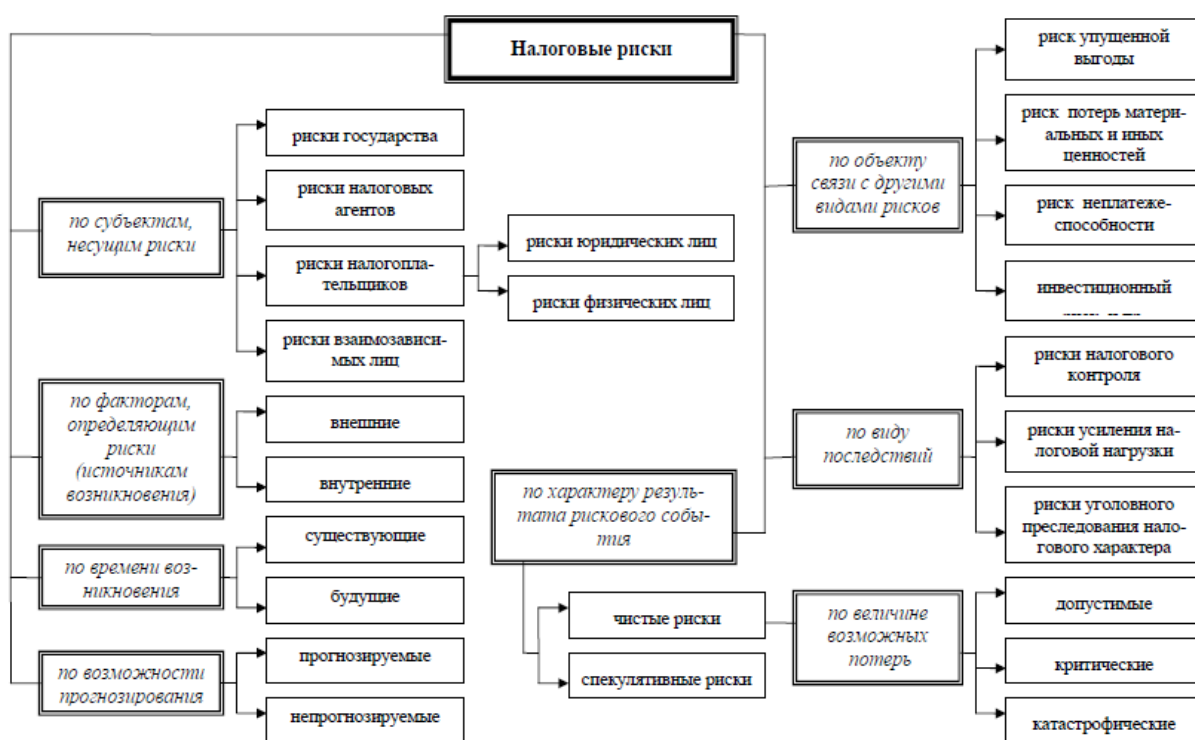 Налоговые риски
риски государства
риски налоговых
агентов
по субъектам,
несущим риски
риски налогопла-
тельщиков
риски юридических лиц
риски физических лиц
риски взаимозависи-
мых лиц
по факторам,
определяющим
риски
(источникам
возникновения)
внешние
внутренние
по времени воз-
никновения
существующие
будущие
по возможности
прогнозирования
прогнозируемые
непрогнозируемые
по характеру резуль-
тата рискового собы-
тия
чистые риски
спекулятивные риски
по объекту
связи с другими
видами рисков
риск упущенной
выгоды
риск потерь матери-
альных и иных
ценностей
риск неплатеже-
способности
инвестиционный
по виду
последствий
риски налогового
контроля
риски усиления на-
логовой нагрузки
риски уголовного
преследования нало-
гового характера
по величине
возможных
потерь
допустимые
критические
катастрофические